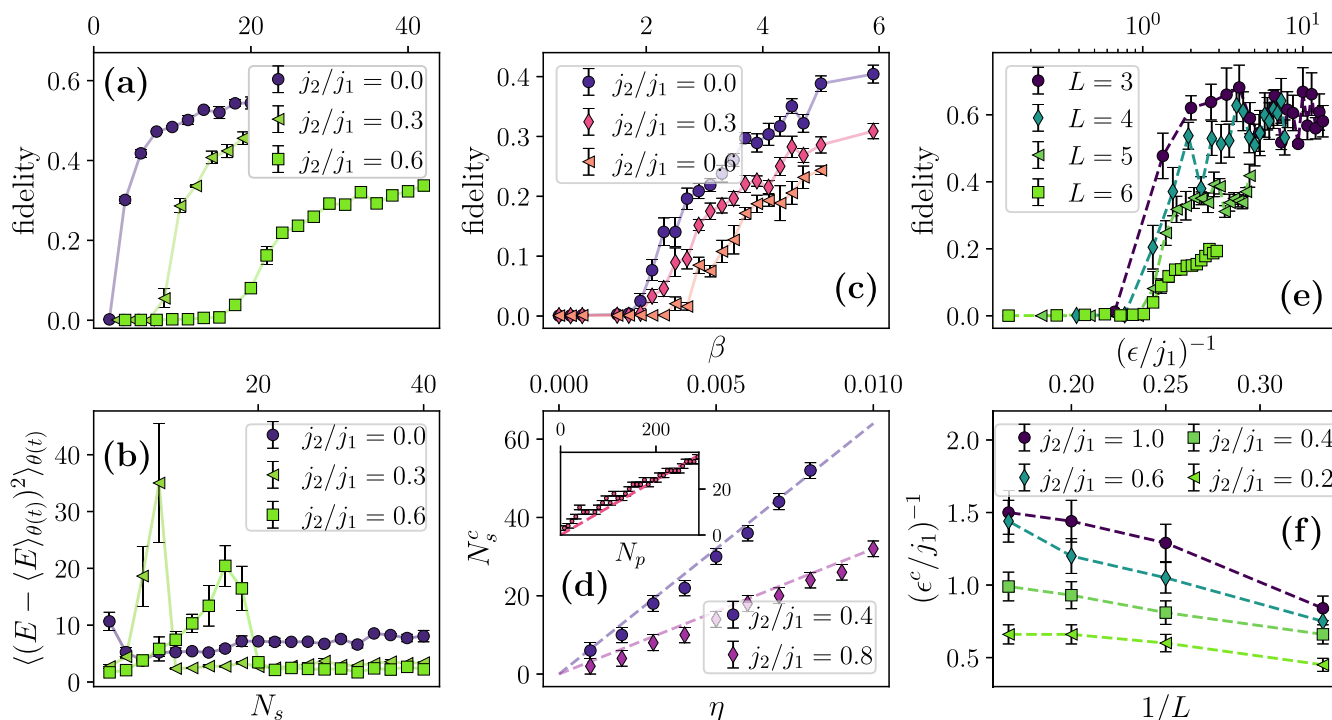 0 20 40
0.0 0.2 0.4 0.6
fidelity
(a)
j₂/j₁ = 0.0
j₂/j₁ = 0.3
j₂/j₁ = 0.6
2 4 6
0.0 0.1 0.2 0.3 0.4
fidelity
β
(c)
j₂/j₁ = 0.0
j₂/j₁ = 0.3
j₂/j₁ = 0.6
10⁰ 10¹
0.0 0.2 0.4 0.6
fidelity
(ϵ/j₁)⁻¹
(e)
L = 3
L = 4
L = 5
L = 6
20 40
0 10 20 30 40
⟨(E − ⟨E⟩θ(t))²⟩θ(t)
Nₛ
(b)
j₂/j₁ = 0.0
j₂/j₁ = 0.3
j₂/j₁ = 0.6
0.000 0.005 0.010
0 20 40 60
Nₛᶜ
η
(d)
0 200
0 20
Nₚ
j₂/j₁ = 0.4
j₂/j₁ = 0.8
0.20 0.25 0.30
0.5 1.0 1.5 2.0
(ϵᶜ/j₁)⁻¹
1/L
(f)
j₂/j₁ = 1.0
j₂/j₁ = 0.6
j₂/j₁ = 0.4
j₂/j₁ = 0.2